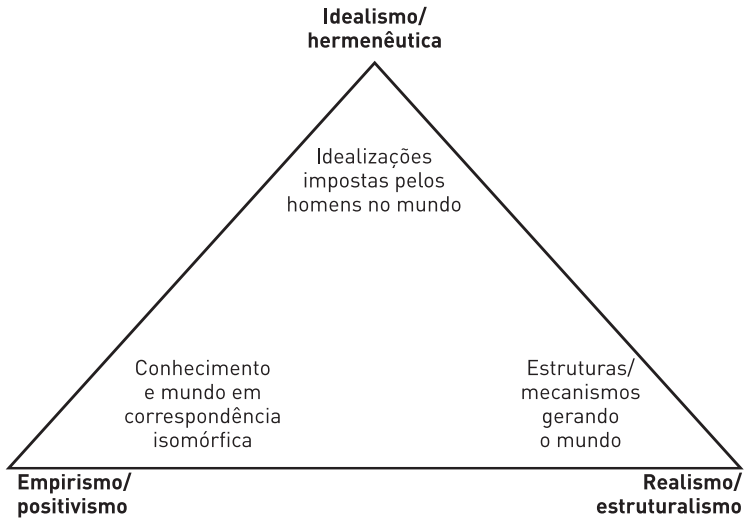 Idealismo/
hermenêutica
Idealizações
impostas pelos
homens no mundo
Conhecimento
e mundo em
correspondência
isomórfica
Estruturas/
mecanismos
gerando
o mundo
Empirismo/
positivismo
Realismo/
estruturalismo